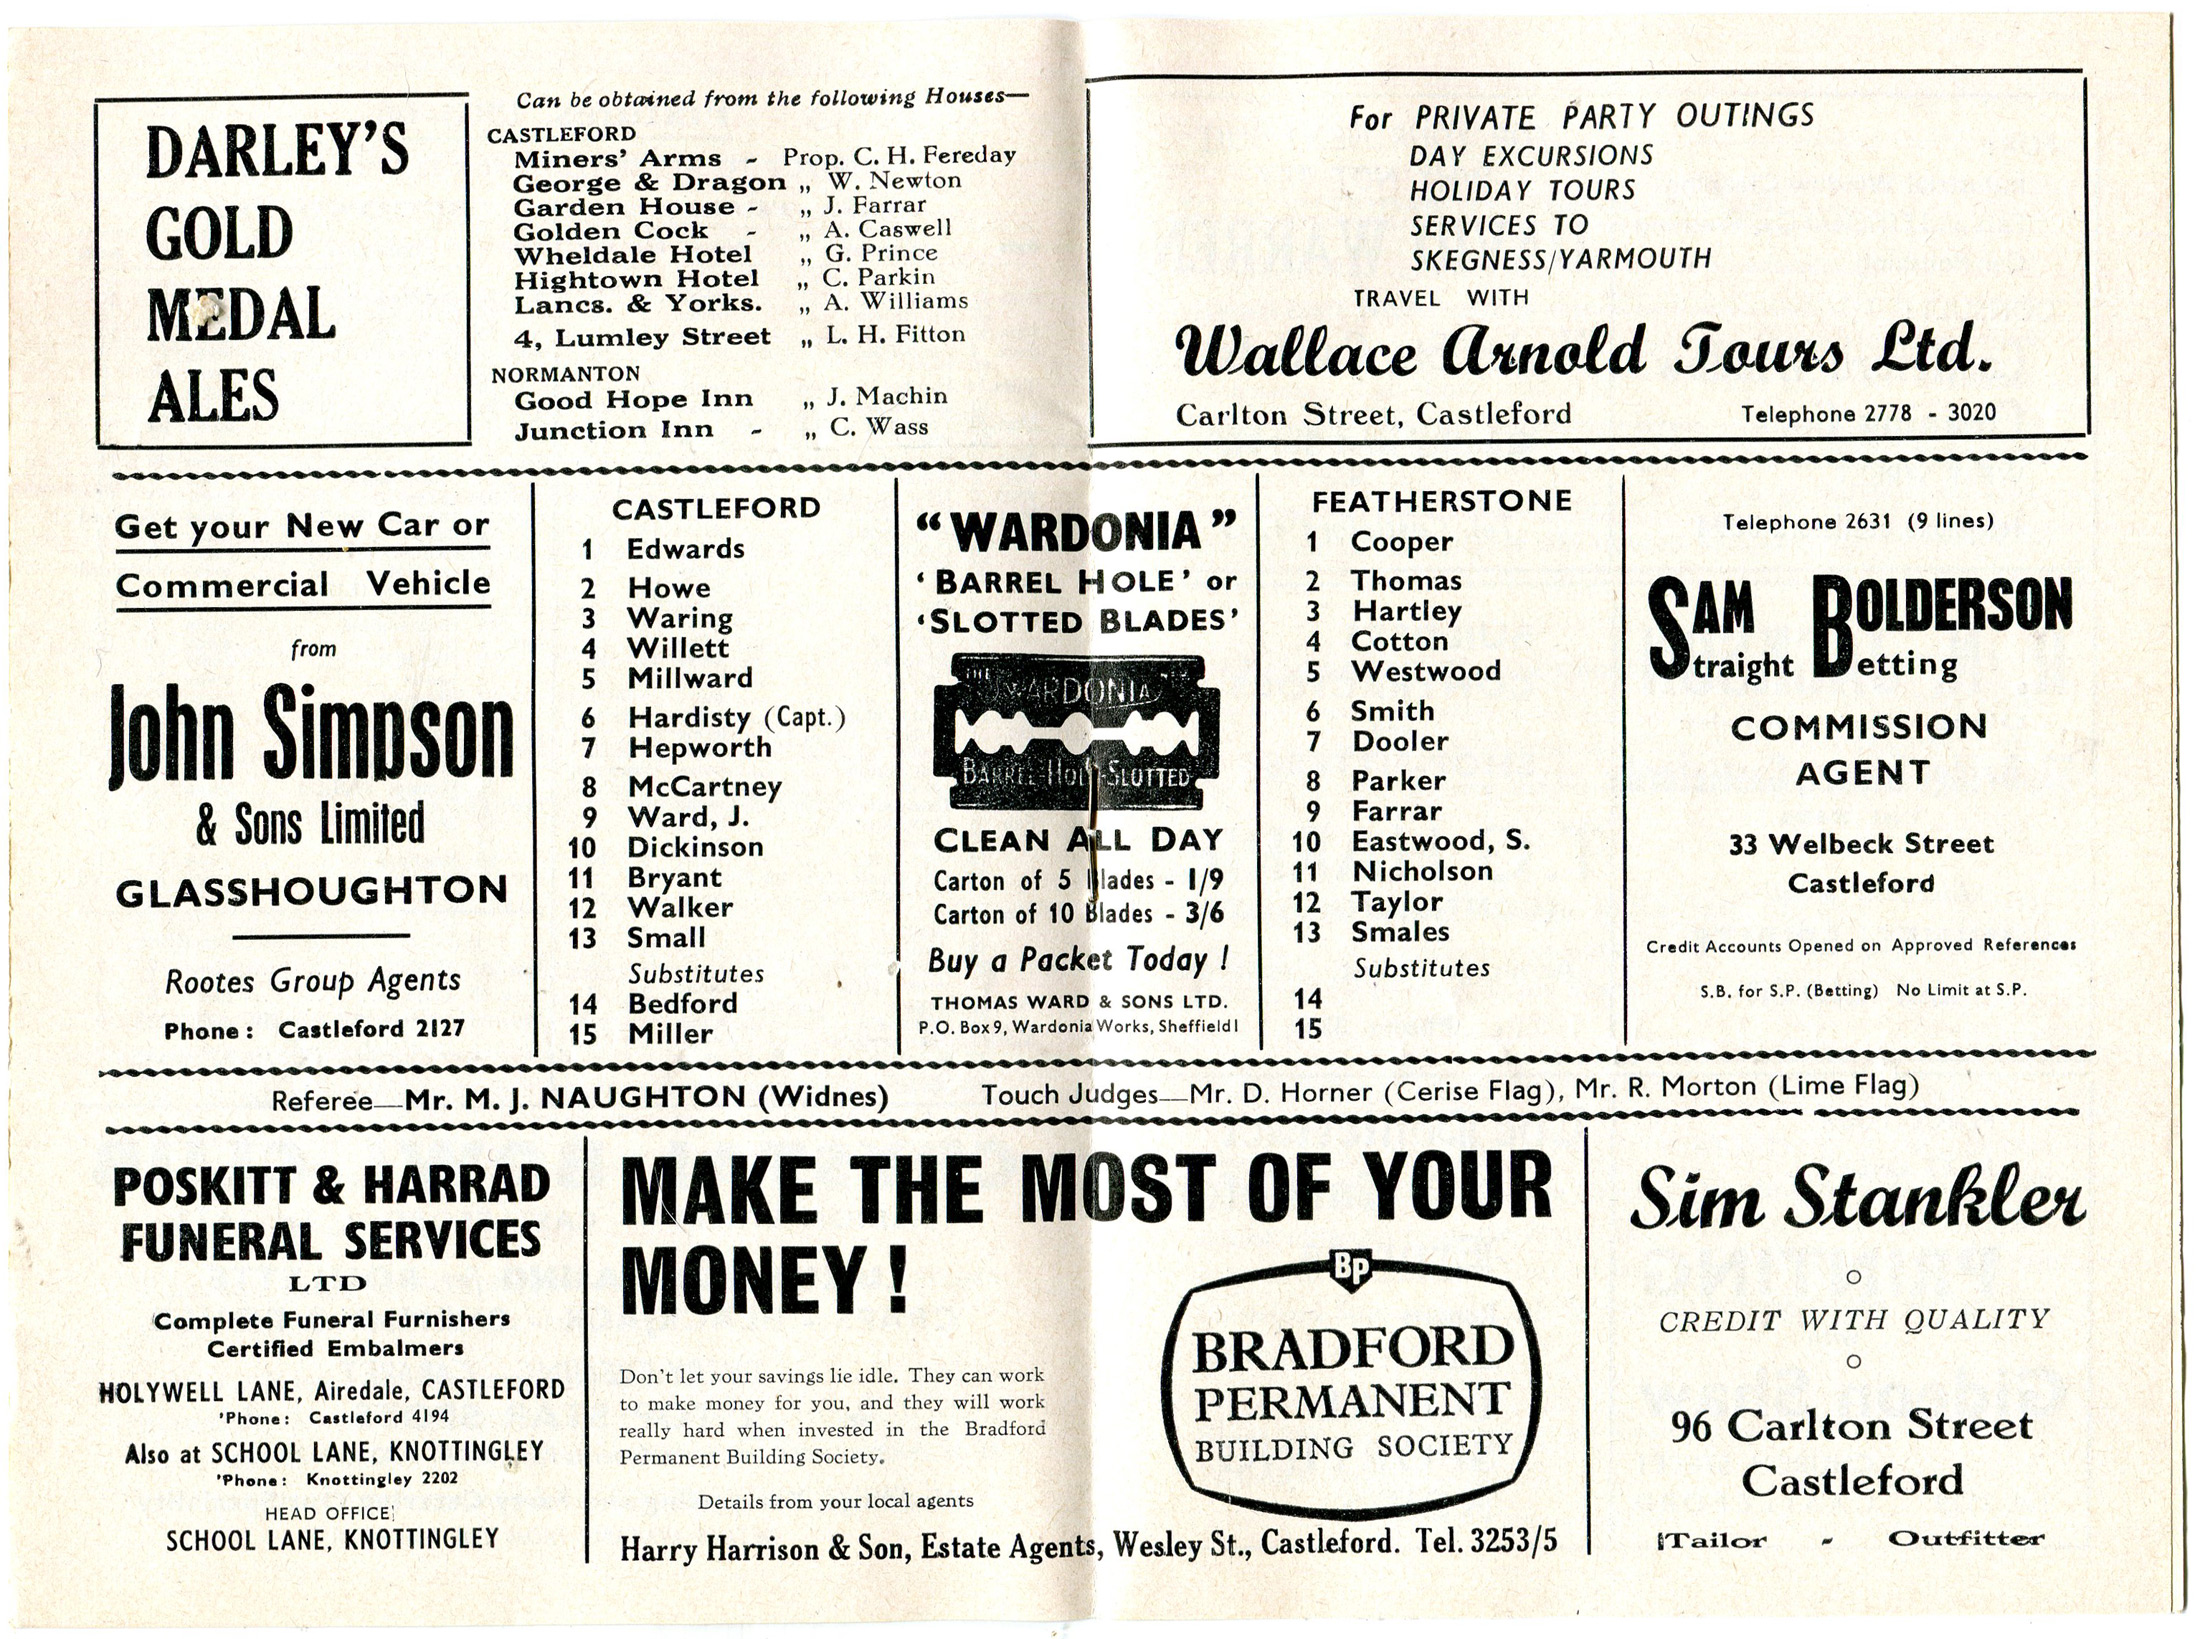 DARLEY'S
GOLD
MEDAL
ALES
Can be obtained from the following Houses—
CASTLEFORD
Miners' Arms - Prop. C. H. Fereday
George & Dragon „ W. Newton
Garden House - „ J. Farrar
Golden Cock - „ A. Caswell
Wheldale Hotel „ G. Prince
Hightown Hotel „ C. Parkin
Lancs. & Yorks. „ A. Williams
4, Lumley Street „ L. H. Fitton
NORMANTON
Good Hope Inn „ J. Machin
Junction Inn - „ C. Wass
For PRIVATE PARTY OUTINGS
DAY EXCURSIONS
HOLIDAY TOURS
SERVICES TO
SKEGNESS/YARMOUTH
TRAVEL WITH
Wallace Arnold Tours Ltd.
Carlton Street, Castleford Telephone 2778 - 3020
Get your New Car or
Commercial Vehicle
from
John Simpson
& Sons Limited
GLASSHOUGHTON
Rootes Group Agents
Phone: Castleford 2127
CASTLEFORD
1 Edwards
2 Howe
3 Waring
4 Willett
5 Millward
6 Hardisty (Capt.)
7 Hepworth
8 McCartney
9 Ward, J.
10 Dickinson
11 Bryant
12 Walker
13 Small
Substitutes
14 Bedford
15 Miller
"WARDONIA"
'BARREL HOLE' or
'SLOTTED BLADES'
THE WARDONIA
BARREL HOLE SLOTTED
CLEAN ALL DAY
Carton of 5 Blades - 1/9
Carton of 10 Blades - 3/6
Buy a Packet Today !
THOMAS WARD & SONS LTD.
P.O. Box 9, Wardonia Works, Sheffield 1
FEATHERSTONE
1 Cooper
2 Thomas
3 Hartley
4 Cotton
5 Westwood
6 Smith
7 Dooler
8 Parker
9 Farrar
10 Eastwood, S.
11 Nicholson
12 Taylor
13 Smales
Substitutes
14
15
Telephone 2631 (9 lines)
SAM BOLDERSON
Straight Betting
COMMISSION
AGENT
33 Welbeck Street
Castleford
Credit Accounts Opened on Approved References
S.B. for S.P. (Betting) No Limit at S.P.
Referee—Mr. M. J. NAUGHTON (Widnes) Touch Judges—Mr. D. Horner (Cerise Flag), Mr. R. Morton (Lime Flag)
POSKITT & HARRAD
FUNERAL SERVICES
LTD
Complete Funeral Furnishers
Certified Embalmers
HOLYWELL LANE, Airedale, CASTLEFORD
'Phone: Castleford 4194
Also at SCHOOL LANE, KNOTTINGLEY
'Phone: Knottingley 2202
HEAD OFFICE
SCHOOL LANE, KNOTTINGLEY
MAKE THE MOST OF YOUR
MONEY !
Don't let your savings lie idle. They can work
to make money for you, and they will work
really hard when invested in the Bradford
Permanent Building Society.
Details from your local agents
Bp
BRADFORD
PERMANENT
BUILDING SOCIETY
Harry Harrison & Son, Estate Agents, Wesley St., Castleford. Tel. 3253/5
Sim Stankler
CREDIT WITH QUALITY
96 Carlton Street
Castleford
Tailor - Outfitter